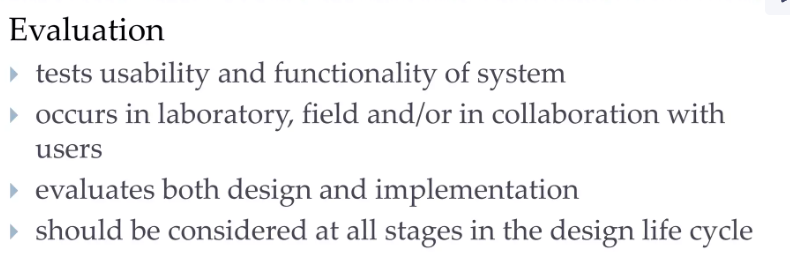 Evaluation
tests usability and functionality of system
occurs in laboratory, field and/or in collaboration with
users
evaluates both design and implementation
should be considered at all stages in the design life cycle